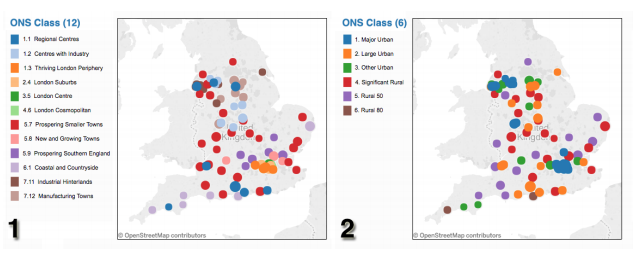 ONS Class (12)
1.1 Regional Centres
1.2 Centres with Industry
1.3 Thriving London Periphery
2.4 London Suburbs
3.5 London Centre
4.6 London Cosmopolitan
5.7 Prospering Smaller Towns
5.8 New and Growing Towns
5.9 Prospering Southern England
6.1 Coastal and Countryside
7.11 Industrial Hinterlands
7.12 Manufacturing Towns
United
Kingdom
© OpenStreetMap contributors
1
ONS Class (6)
1. Major Urban
2. Large Urban
3. Other Urban
4. Significant Rural
5. Rural 50
6. Rural 80
United
© OpenStreetMap contributors
2